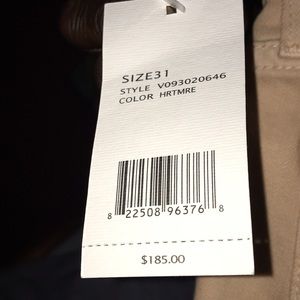 SIZE31
STYLE V093020646
COLOR HRTMRE
8 22508 96376 8
$185.00